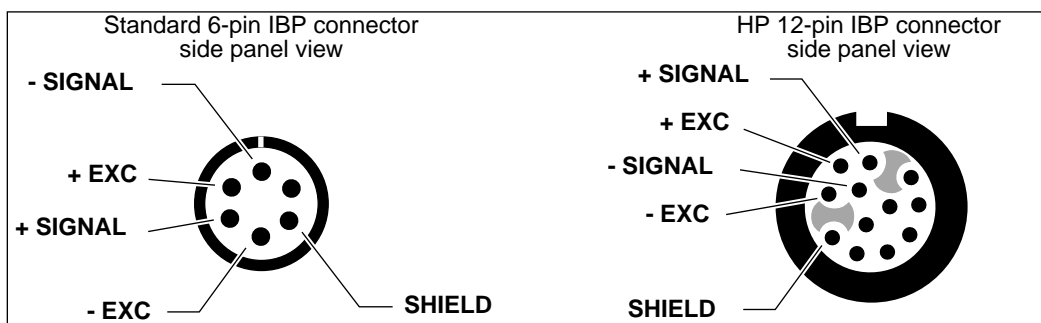 Standard 6-pin IBP connector
side panel view
- SIGNAL
+ EXC
+ SIGNAL
- EXC
SHIELD
HP 12-pin IBP connector
side panel view
+ SIGNAL
+ EXC
- SIGNAL
- EXC
SHIELD